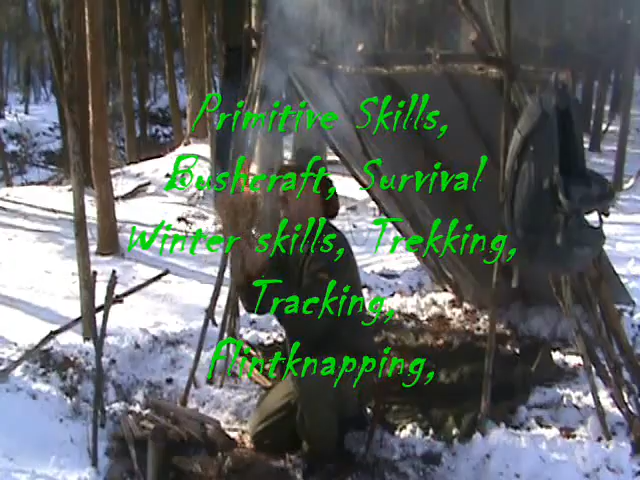 Primitive Skills,
Bushcraft, Survival
Winter skills, Trekking,
Tracking,
flintknapping,